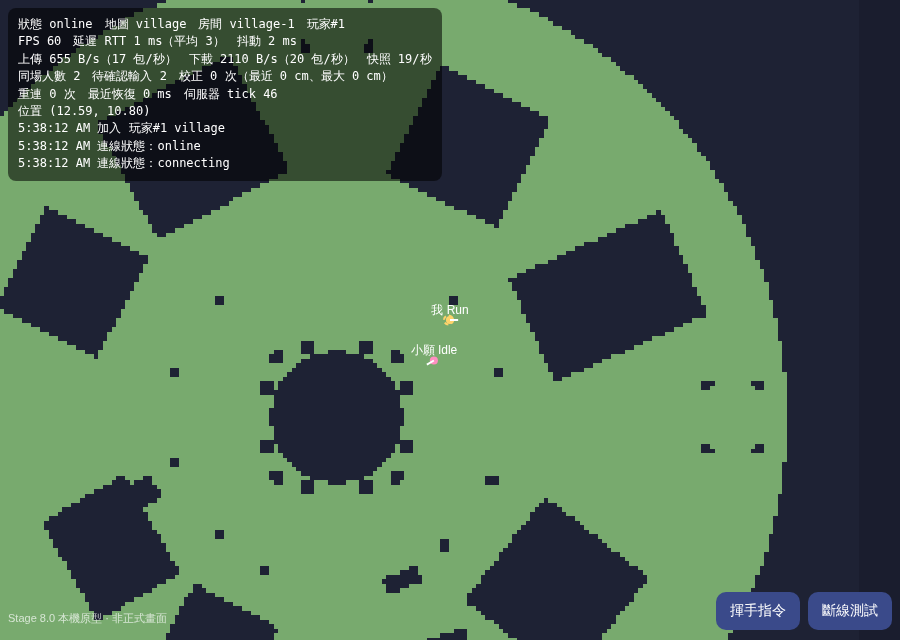 狀態 online 地圖 village 房間 village-1 玩家#1
FPS 60 延遲 RTT 1 ms（平均 3） 抖動 2 ms
上傳 655 B/s（17 包/秒） 下載 2110 B/s（20 包/秒） 快照 19/秒
同場人數 2 待確認輸入 2 校正 0 次（最近 0 cm、最大 0 cm）
重連 0 次 最近恢復 0 ms 伺服器 tick 46
位置 (12.59, 10.80)
5:38:12 AM 加入 玩家#1 village
5:38:12 AM 連線狀態：online
5:38:12 AM 連線狀態：connecting
我 Run
小願 Idle
Stage 8.0 本機原型 · 非正式畫面
揮手指令
斷線測試